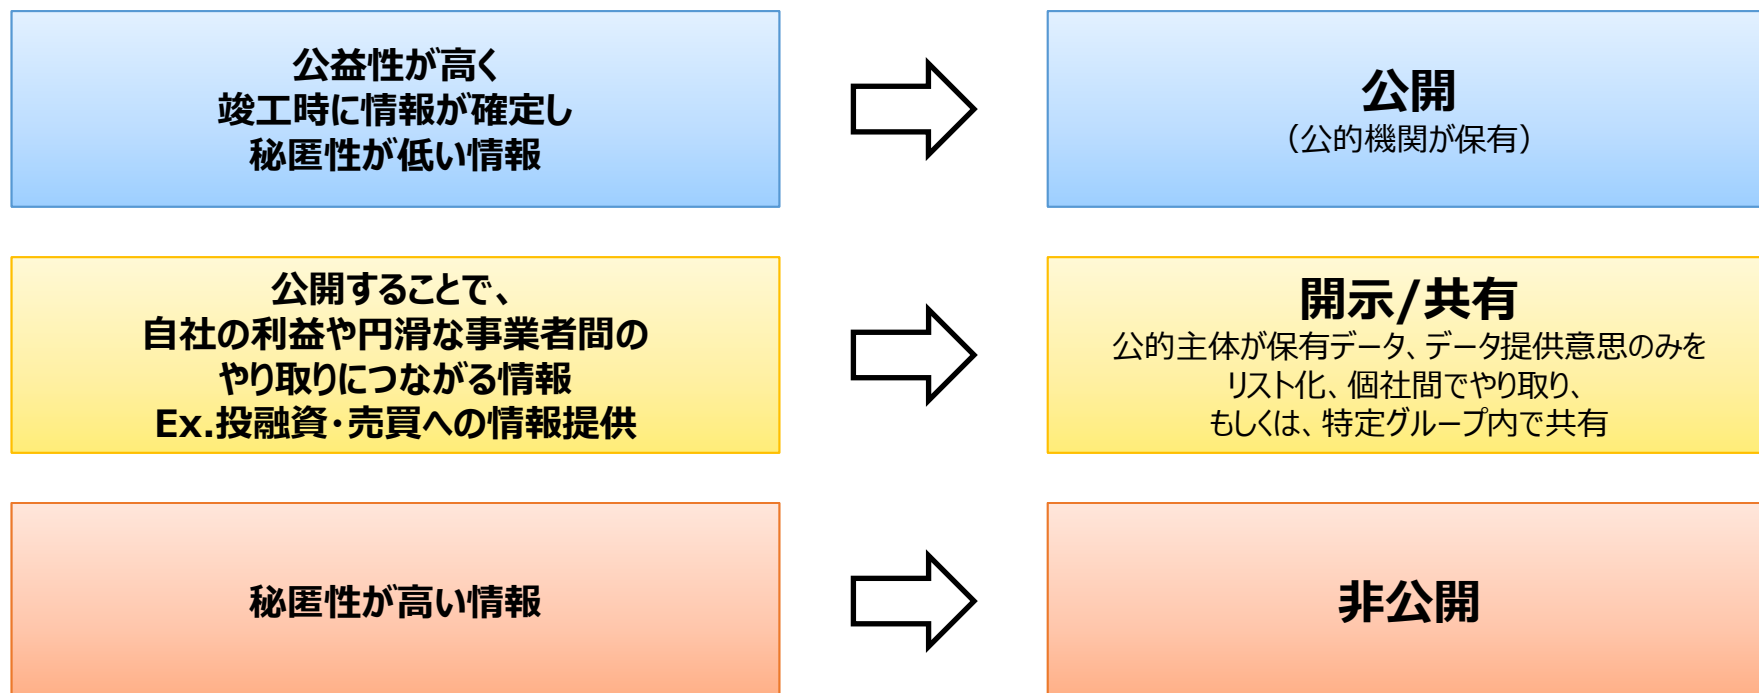 公益性が高く
竣工時に情報が確定し
秘匿性が低い情報
公開
（公的機関が保有）
公開することで、
自社の利益や円滑な事業者間の
やり取りにつながる情報
Ex.投融資・売買への情報提供
開示/共有
公的主体が保有データ、データ提供意思のみを
リスト化、個社間でやり取り、
もしくは、特定グループ内で共有
秘匿性が高い情報
非公開